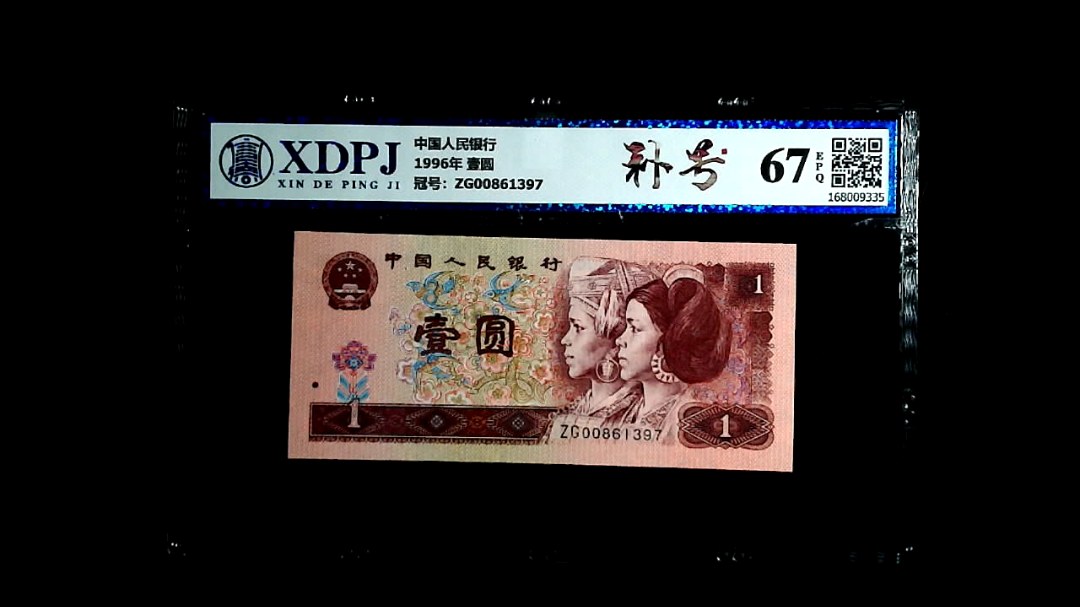 XDPJ
XIN DE PING JI
中国人民银行
1996年 壹圆
冠号：ZG00861397
补号
67
EPQ
168009335
中国人民银行
1
壹圆
1
ZG00861397
1